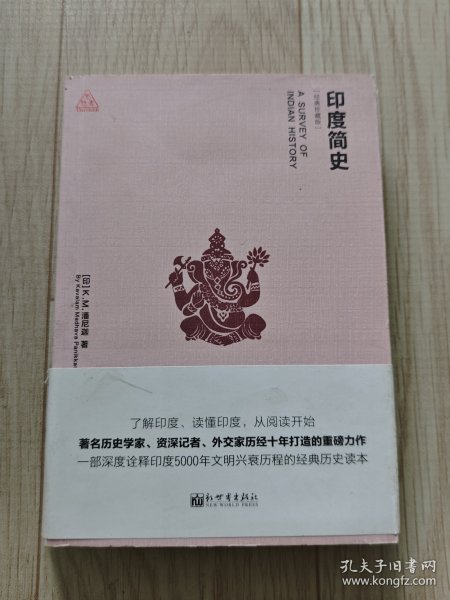 印度简史
[经典珍藏版]
A SURVEY OF
INDIAN HISTORY
[印] K. M. 潘尼迦 著
By Kavalam Madhava Panikkar
了解印度、读懂印度，从阅读开始
著名历史学家、资深记者、外交家历经十年打造的重磅力作
一部深度诠释印度5000年文明兴衰历程的经典历史读本
新世界出版社
NEW WORLD PRESS
孔夫子旧书网
www.kongfz.com